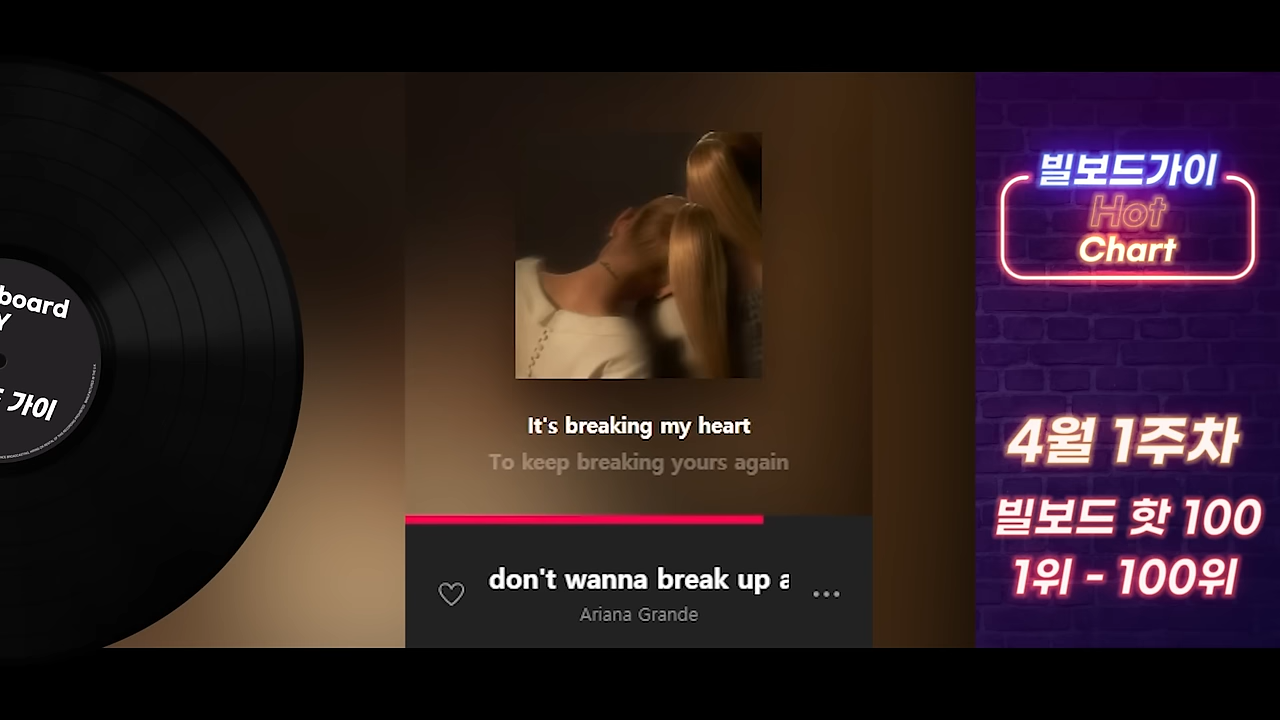 board
Y
가이
It's breaking my heart
To keep breaking yours again
don't wanna break up a
Ariana Grande
빌보드가이
Hot
Chart
4월 1주차
빌보드 핫 100
1위 - 100위